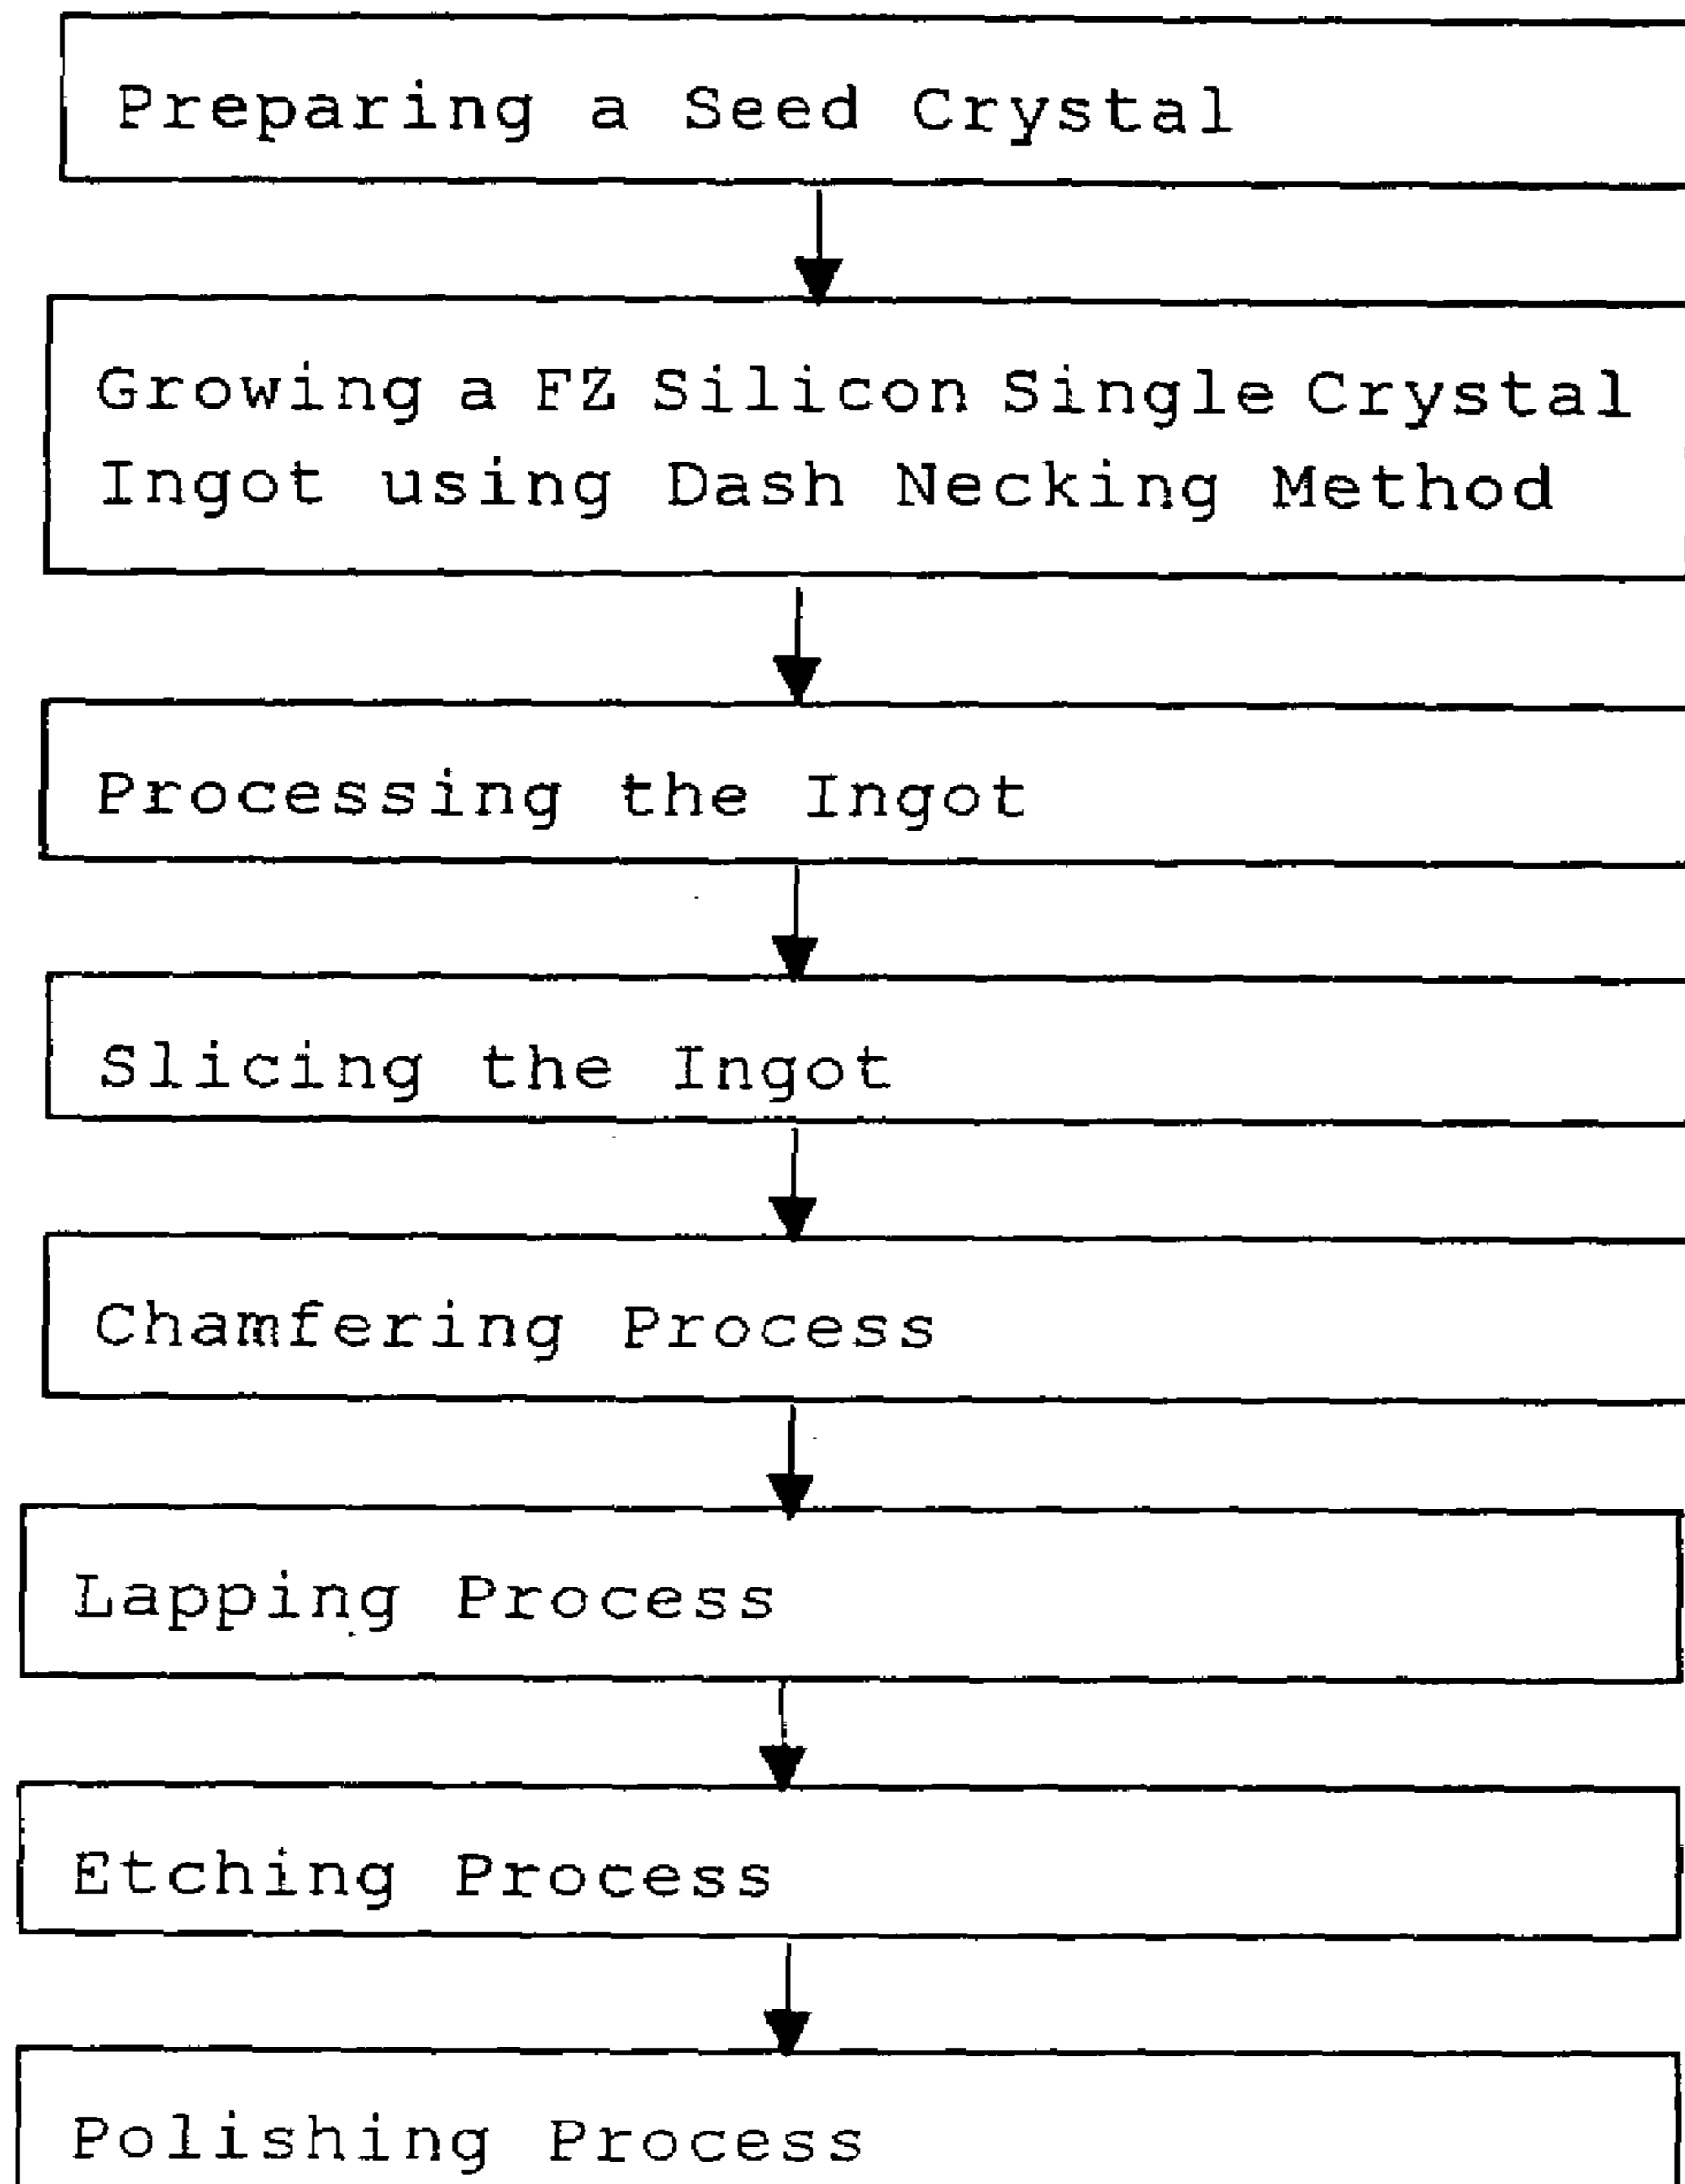 Preparing a Seed Crystal
Growing a FZ Silicon Single Crystal
Ingot using Dash Necking Method
Processing the Ingot
Slicing the Ingot
Chamfering Process
Lapping Process
Etching Process
Polishing Process